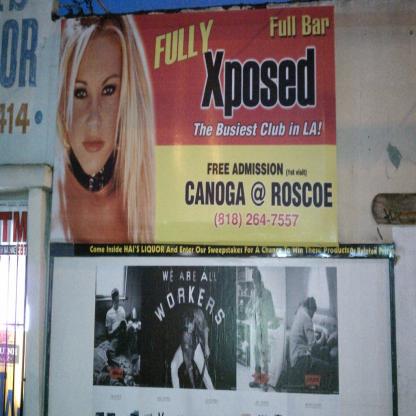 Full Bar
FULLY
Xposed
The Busiest Club in LA!
FREE ADMISSION (1st visit)
CANOGA @ ROSCOE
(818) 264-7557
OR
414
TM
Come Inside HAI'S LIQUOR And Enter Our Sweepstakes For A Chance To Win These Products
WE ARE ALL
WORKERS